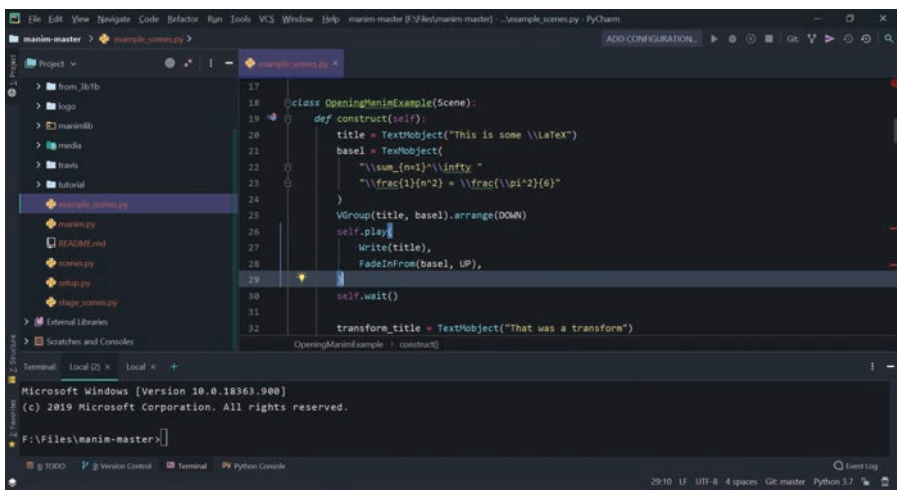 File Edit View Navigate Code Refactor Run Tools VCS Window Help manim-master [F:\Files\manim-master] - ...\example_scenes.py - PyCharm
manim-master > example_scenes.py >
ADD CONFIGURATION... Git:
1: Project
Project
example_scenes.py ×
> from_3b1b
> logo
> manimlib
> media
> travis
> tutorial
example_scenes.py
manim.py
README.md
scenes.py
setup.py
stage_scenes.py
> External Libraries
> Scratches and Consoles
17
18 class OpeningManimExample(Scene):
19 def construct(self):
20 title = TextMobject("This is some \\LaTeX")
21 basel = TexMobject(
22 "\\sum_{n=1}^\\infty "
23 "\\frac{1}{n^2} = \\frac{\\pi^2}{6}"
24 )
25 VGroup(title, basel).arrange(DOWN)
26 self.play(
27 Write(title),
28 FadeInFrom(basel, UP),
29 )
30 self.wait()
31
32 transform_title = TextMobject("That was a transform")
OpeningManimExample > construct()
Z: Structure
2: Favorites
Terminal: Local (2) × Local × +
Microsoft Windows [Version 10.0.18363.900]
(c) 2019 Microsoft Corporation. All rights reserved.
F:\Files\manim-master>
6: TODO 9: Version Control Terminal Python Console Event Log
29:10 LF UTF-8 4 spaces Git: master Python 3.7